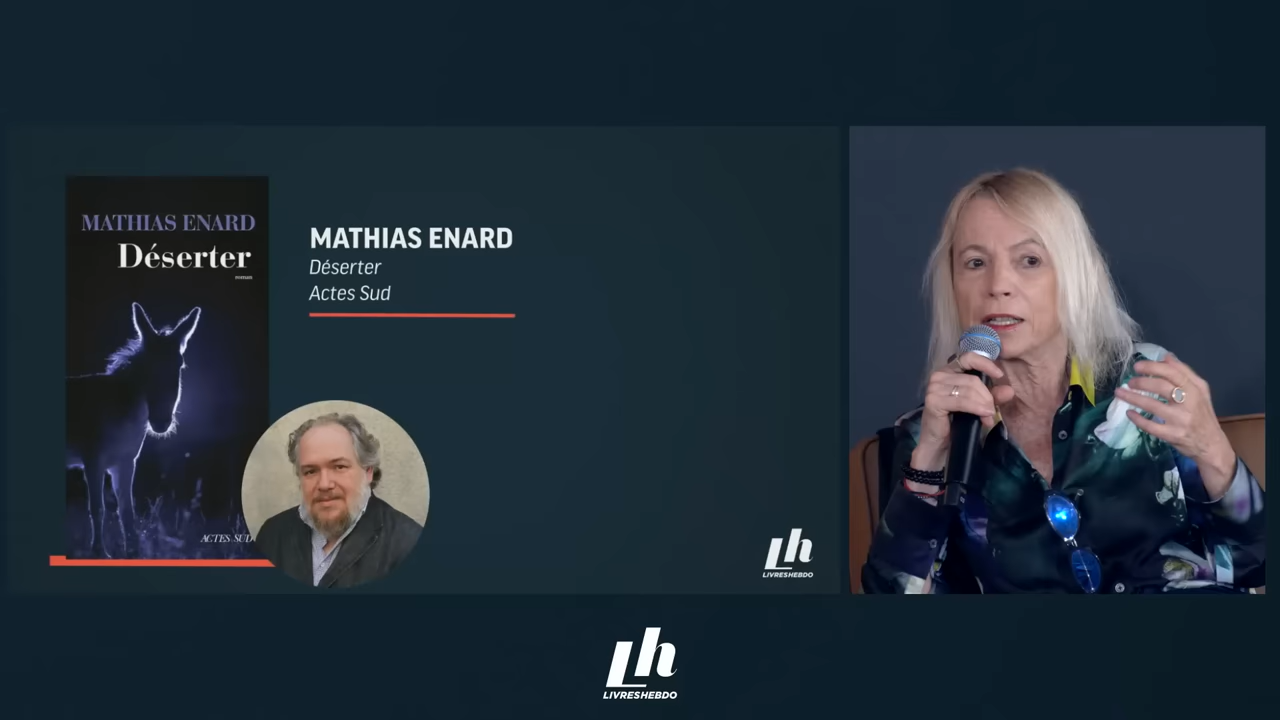 MATHIAS ENARD
Déserter
roman
ACTES SUD
MATHIAS ENARD
Déserter
Actes Sud
Lh
LIVRESHEBDO
Lh
LIVRESHEBDO